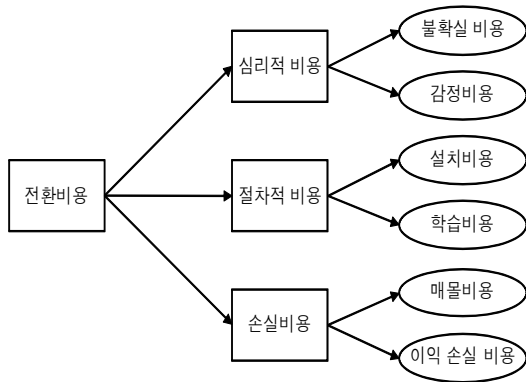 불확실 비용
심리적 비용
감정비용
설치비용
전환비용
절차적 비용
학습비용
매몰비용
손실비용
이익 손실 비용